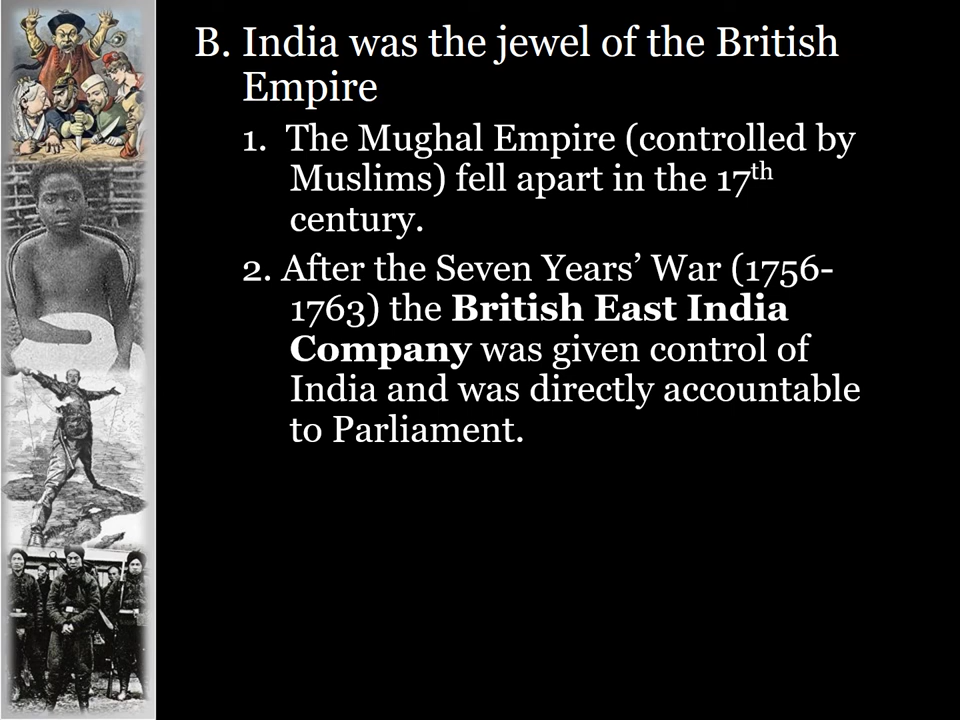 B. India was the jewel of the British
Empire
1. The Mughal Empire (controlled by
Muslims) fell apart in the 17th
century.
2. After the Seven Years’ War (1756-
1763) the British East India
Company was given control of
India and was directly accountable
to Parliament.